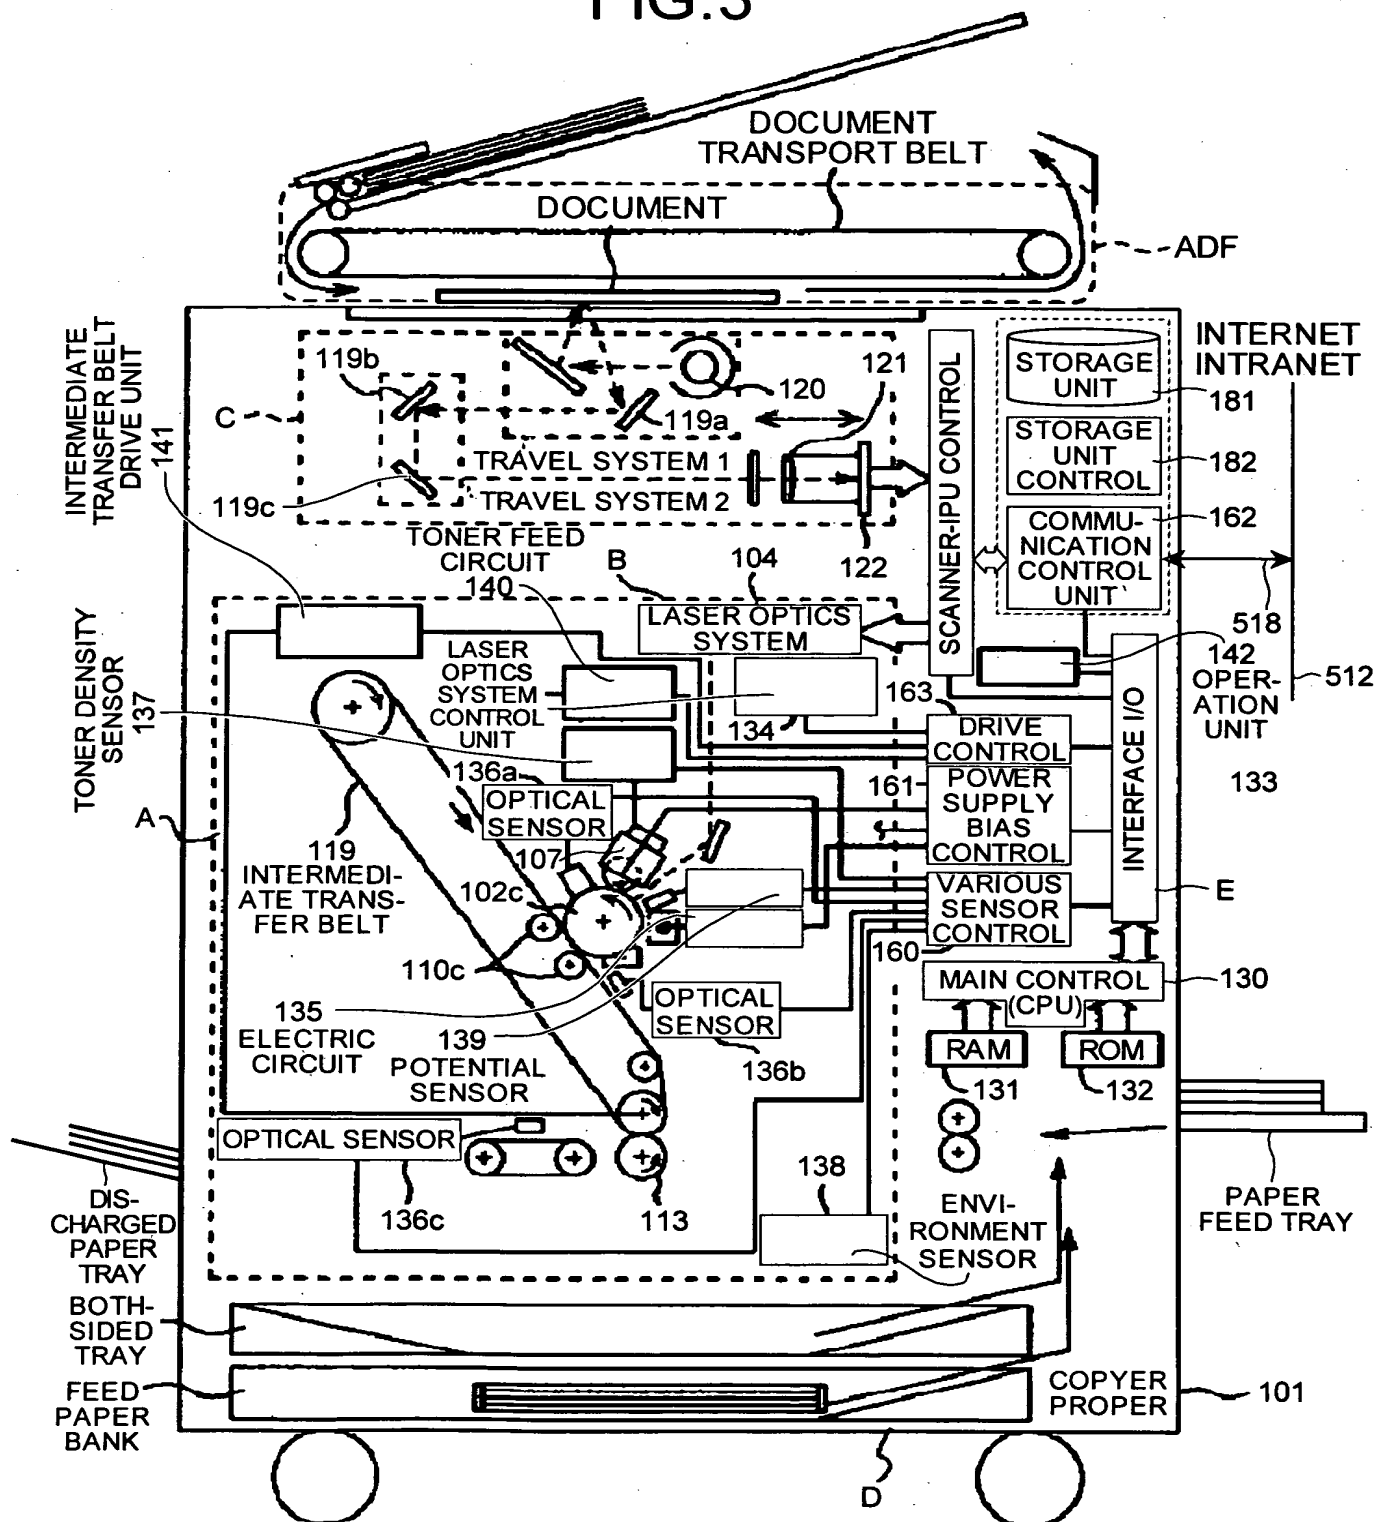 FIG.3
DOCUMENT
TRANSPORT BELT
DOCUMENT
ADF
INTERMEDIATE
TRANSFER BELT
DRIVE UNIT
141
119b
C
119a
120
121
119c
TRAVEL SYSTEM 1
TRAVEL SYSTEM 2
122
SCANNER-IPU CONTROL
STORAGE
UNIT
181
STORAGE
UNIT
CONTROL
182
COMMU-
NICATION
CONTROL
UNIT
162
INTERNET
INTRANET
518
512
TONER FEED
CIRCUIT
140
B
104
LASER OPTICS
SYSTEM
142
OPER-
ATION
UNIT
TONER DENSITY
SENSOR
137
LASER
OPTICS
SYSTEM
CONTROL
UNIT
134
163
DRIVE
CONTROL
INTERFACE I/O
133
136a
OPTICAL
SENSOR
161
POWER
SUPPLY
BIAS
CONTROL
A
119
INTERMEDI-
ATE TRANS-
FER BELT
107
102c
110c
VARIOUS
SENSOR
CONTROL
160
E
135
ELECTRIC
CIRCUIT
139
POTENTIAL
SENSOR
OPTICAL
SENSOR
136b
MAIN CONTROL
(CPU)
130
RAM
131
ROM
132
OPTICAL SENSOR
136c
113
138
ENVI-
RONMENT
SENSOR
PAPER
FEED TRAY
DIS-
CHARGED
PAPER
TRAY
BOTH-
SIDED
TRAY
FEED
PAPER
BANK
COPYER
PROPER
101
D